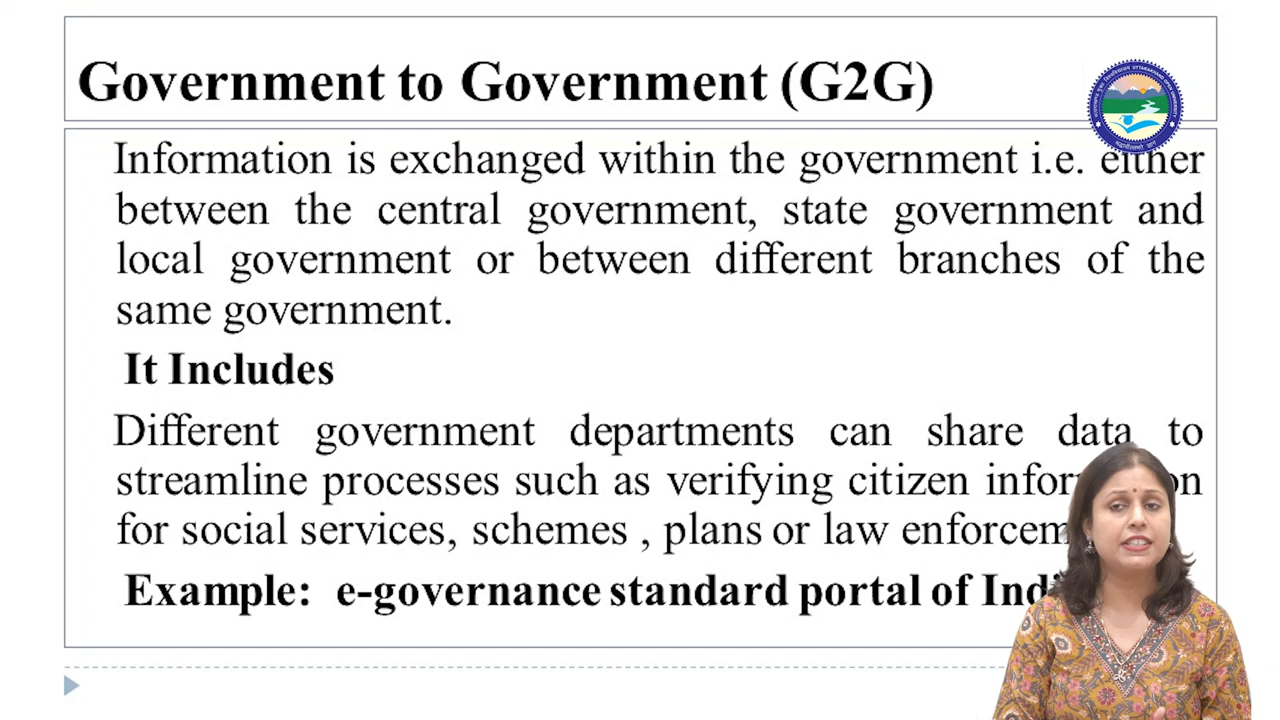 Government to Government (G2G)
Information is exchanged within the government i.e. either
between the central government, state government and
local government or between different branches of the
same government.
It Includes
Different government departments can share data to
streamline processes such as verifying citizen
for social services, schemes , plans or law
Example: e-governance standard portal of